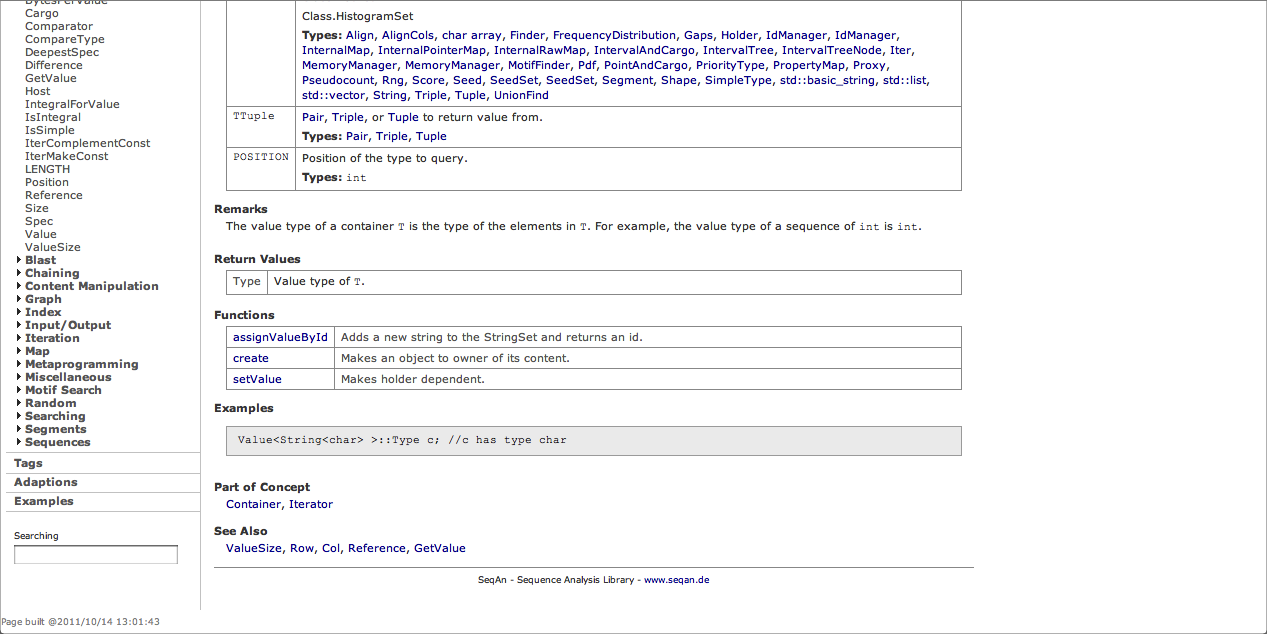 BytesPerValue
Cargo
Comparator
CompareType
DeepestSpec
Difference
GetValue
Host
IntegralForValue
IsIntegral
IsSimple
IterComplementConst
IterMakeConst
LENGTH
Position
Reference
Size
Spec
Value
ValueSize
Blast
Chaining
Content Manipulation
Graph
Index
Input/Output
Iteration
Map
Metaprogramming
Miscellaneous
Motif Search
Random
Searching
Segments
Sequences
Tags
Adaptions
Examples
Searching
Page built @2011/10/14 13:01:43
Class.HistogramSet
Types: Align, AlignCols, char array, Finder, FrequencyDistribution, Gaps, Holder, IdManager, IdManager,
InternalMap, InternalPointerMap, InternalRawMap, IntervalAndCargo, IntervalTree, IntervalTreeNode, Iter,
MemoryManager, MemoryManager, MotifFinder, Pdf, PointAndCargo, PriorityType, PropertyMap, Proxy,
Pseudocount, Rng, Score, Seed, SeedSet, SeedSet, Segment, Shape, SimpleType, std::basic_string, std::list,
std::vector, String, Triple, Tuple, UnionFind
TTuple Pair, Triple, or Tuple to return value from.
Types: Pair, Triple, Tuple
POSITION Position of the type to query.
Types: int
Remarks
The value type of a container T is the type of the elements in T. For example, the value type of a sequence of int is int.
Return Values
Type Value type of T.
Functions
assignValueById Adds a new string to the StringSet and returns an id.
create Makes an object to owner of its content.
setValue Makes holder dependent.
Examples
Value<String<char> >::Type c; //c has type char
Part of Concept
Container, Iterator
See Also
ValueSize, Row, Col, Reference, GetValue
SeqAn - Sequence Analysis Library - www.seqan.de